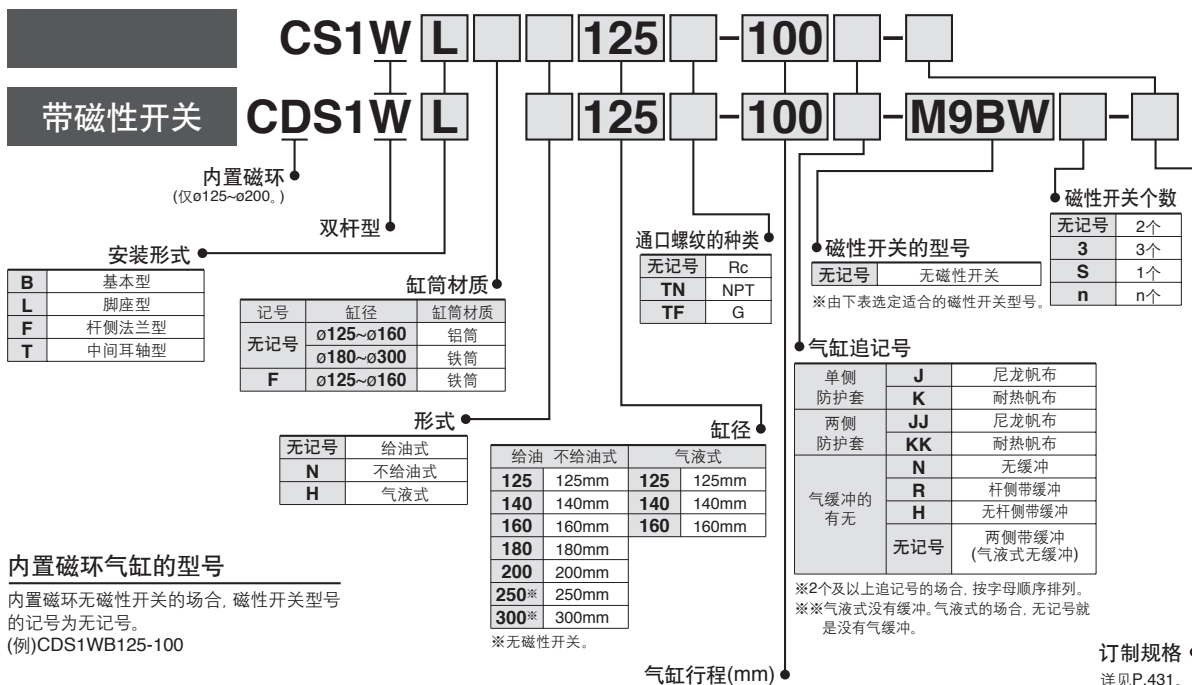 CS1W L 125 - 100 -
带磁性开关 CDS1W L 125 - 100 - M9BW -
内置磁环
(仅ø125~ø200。)
双杆型
安装形式
B 基本型
L 脚座型
F 杆侧法兰型
T 中间耳轴型
缸筒材质
记号 缸径 缸筒材质
无记号 ø125~ø160 铝筒
ø180~ø300 铁筒
F ø125~ø160 铁筒
形式
无记号 给油式
N 不给油式
H 气液式
通口螺纹的种类
无记号 Rc
TN NPT
TF G
缸径
给油 不给油式 气液式
125 125mm 125 125mm
140 140mm 140 140mm
160 160mm 160 160mm
180 180mm
200 200mm
250※ 250mm
300※ 300mm
※无磁性开关。
气缸行程(mm)
磁性开关的型号
无记号 无磁性开关
※由下表选定适合的磁性开关型号。
磁性开关个数
无记号 2个
3 3个
S 1个
n n个
气缸追记号
单侧防护套 J 尼龙帆布
K 耐热帆布
两侧防护套 JJ 尼龙帆布
KK 耐热帆布
气缓冲的有无 N 无缓冲
R 杆侧带缓冲
H 无杆侧带缓冲
无记号 两侧带缓冲
(气液式无缓冲)
※2个及以上追记号的场合, 按字母顺序排列。
※※气液式没有缓冲。气液式的场合, 无记号就
是没有气缓冲。
内置磁环气缸的型号
内置磁环无磁性开关的场合, 磁性开关型号
的记号为无记号。
(例)CDS1WB125-100
订制规格
详见P.431。